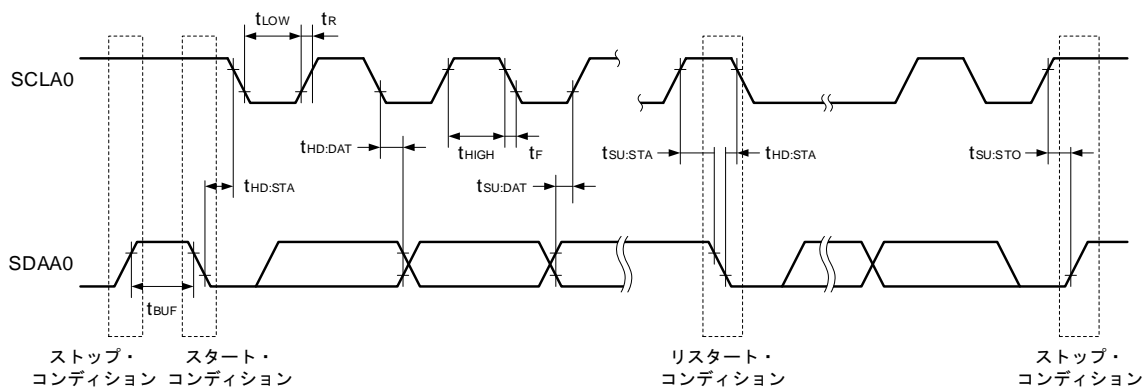 tLOW tR
SCLA0
tHD:DAT tHIGH tF tSU:STA tHD:STA tSU:STO
tHD:STA tSU:DAT
SDAA0
tBUF
ストップ・ スタート・ リスタート・ ストップ・
コンディション コンディション コンディション コンディション